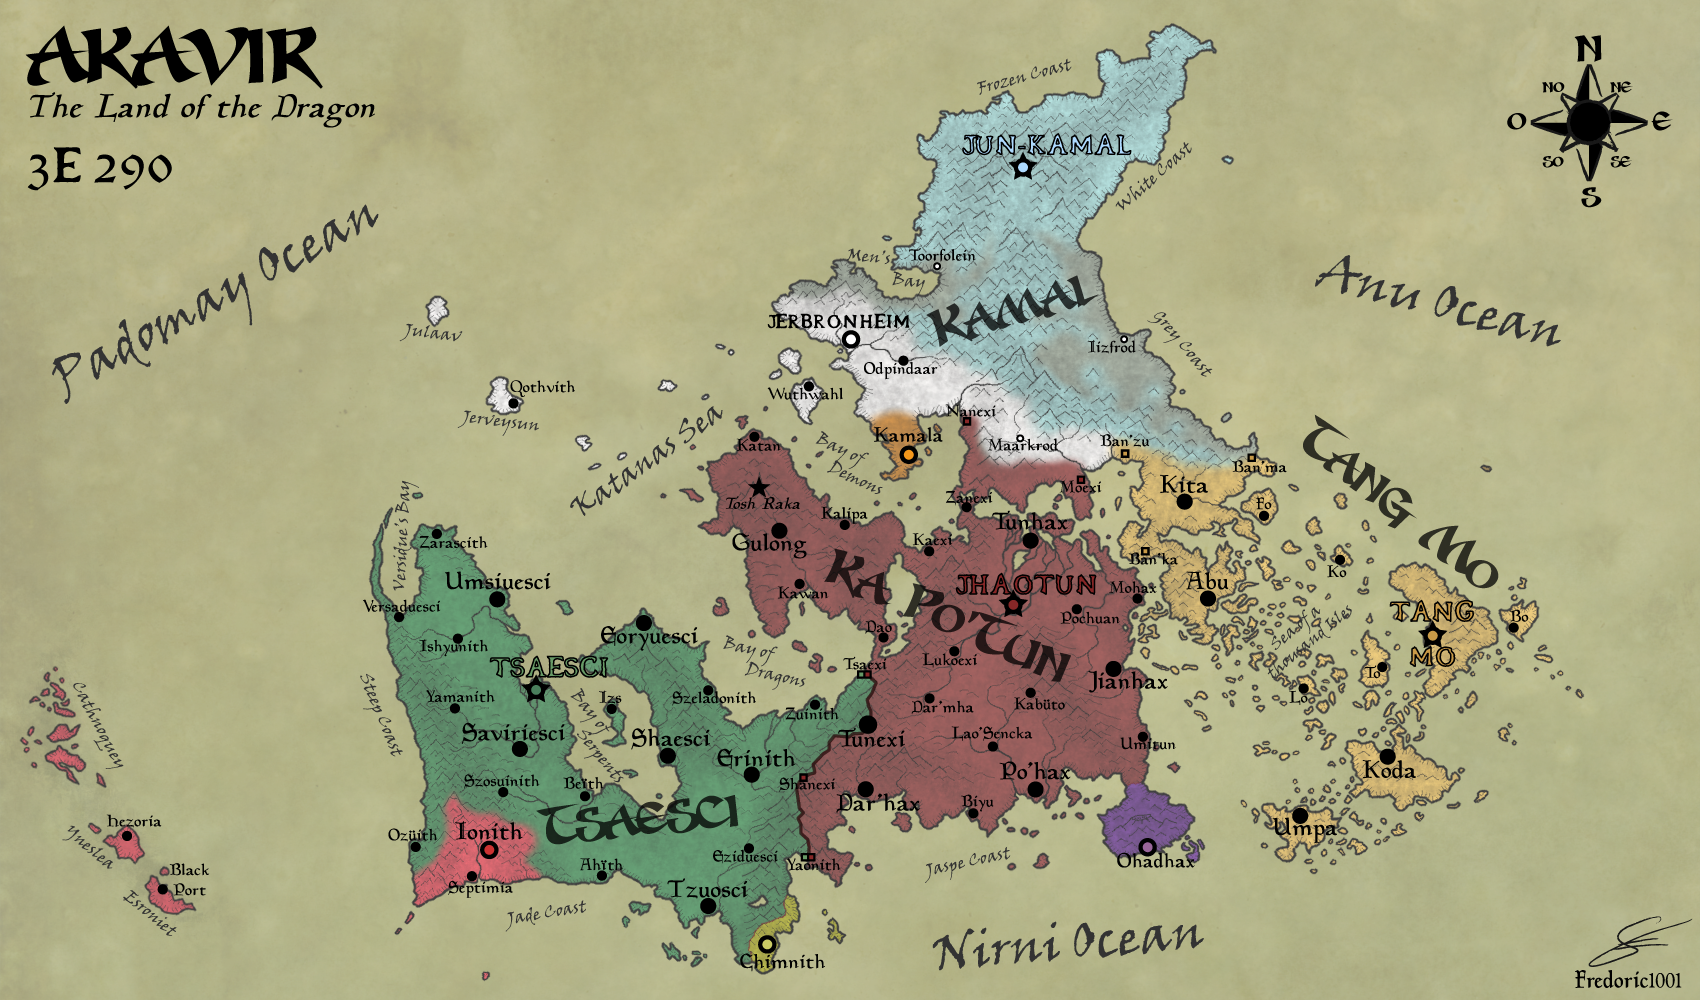 AKAVIR
The Land of the Dragon
3E 290
N
NO
NE
O
E
SO
SE
S
Padomay Ocean
Anu Ocean
Frozen Coast
JUN-KAMAL
White Coast
Men's
Bay
Toorfolein
KAMAL
JERBRONHEIM
Odpindaar
Iizfrod
Grey Coast
Julaav
Qothvith
Jerveysun
Wuthwahl
Katanas Sea
Nanexi
Kamala
Maarkrod
Ban'zu
Ban'ma
Bay of
Demons
Katan
Tosh Raka
Gulong
Kalipa
Zanexi
Moexi
Kita
Fo
TANG MO
Tunhax
Kaexi
Ban'ka
Abu
Ko
Kawan
KA PO'TUN
JHAOTUN
Mohax
Pochuan
Sea of a
Thousand Isles
TANG
MO
Bo
To
Lo
Versidue's Bay
Zarascith
Umsiuesci
Versaduesci
Ishyunith
Eoryuesci
Dao
Bay of
Dragons
Tsaexi
Lukoexi
Jianhax
TSAESCI
Steep Coast
Yamanith
Bay of
Serpents
Izs
Szeladonith
Zuinith
Dar'mha
Kabüto
Saviriesci
Shaesci
Tunexi
Lao'Sencka
Umitun
Erinith
Koda
Cathnoquey
Szosuinith
Beïth
Shanexi
Po'hax
Dar'hax
Biyu
Umpa
TSAESCI
Hezoria
Yneslea
Ozüith
Ionith
Eziduesci
Yaonith
Ohadhax
Jaspe Coast
Black
Port
Esroniet
Septimia
Ahïth
Tzuosci
Jade Coast
Chimnith
Nirni Ocean
Fredoric1001